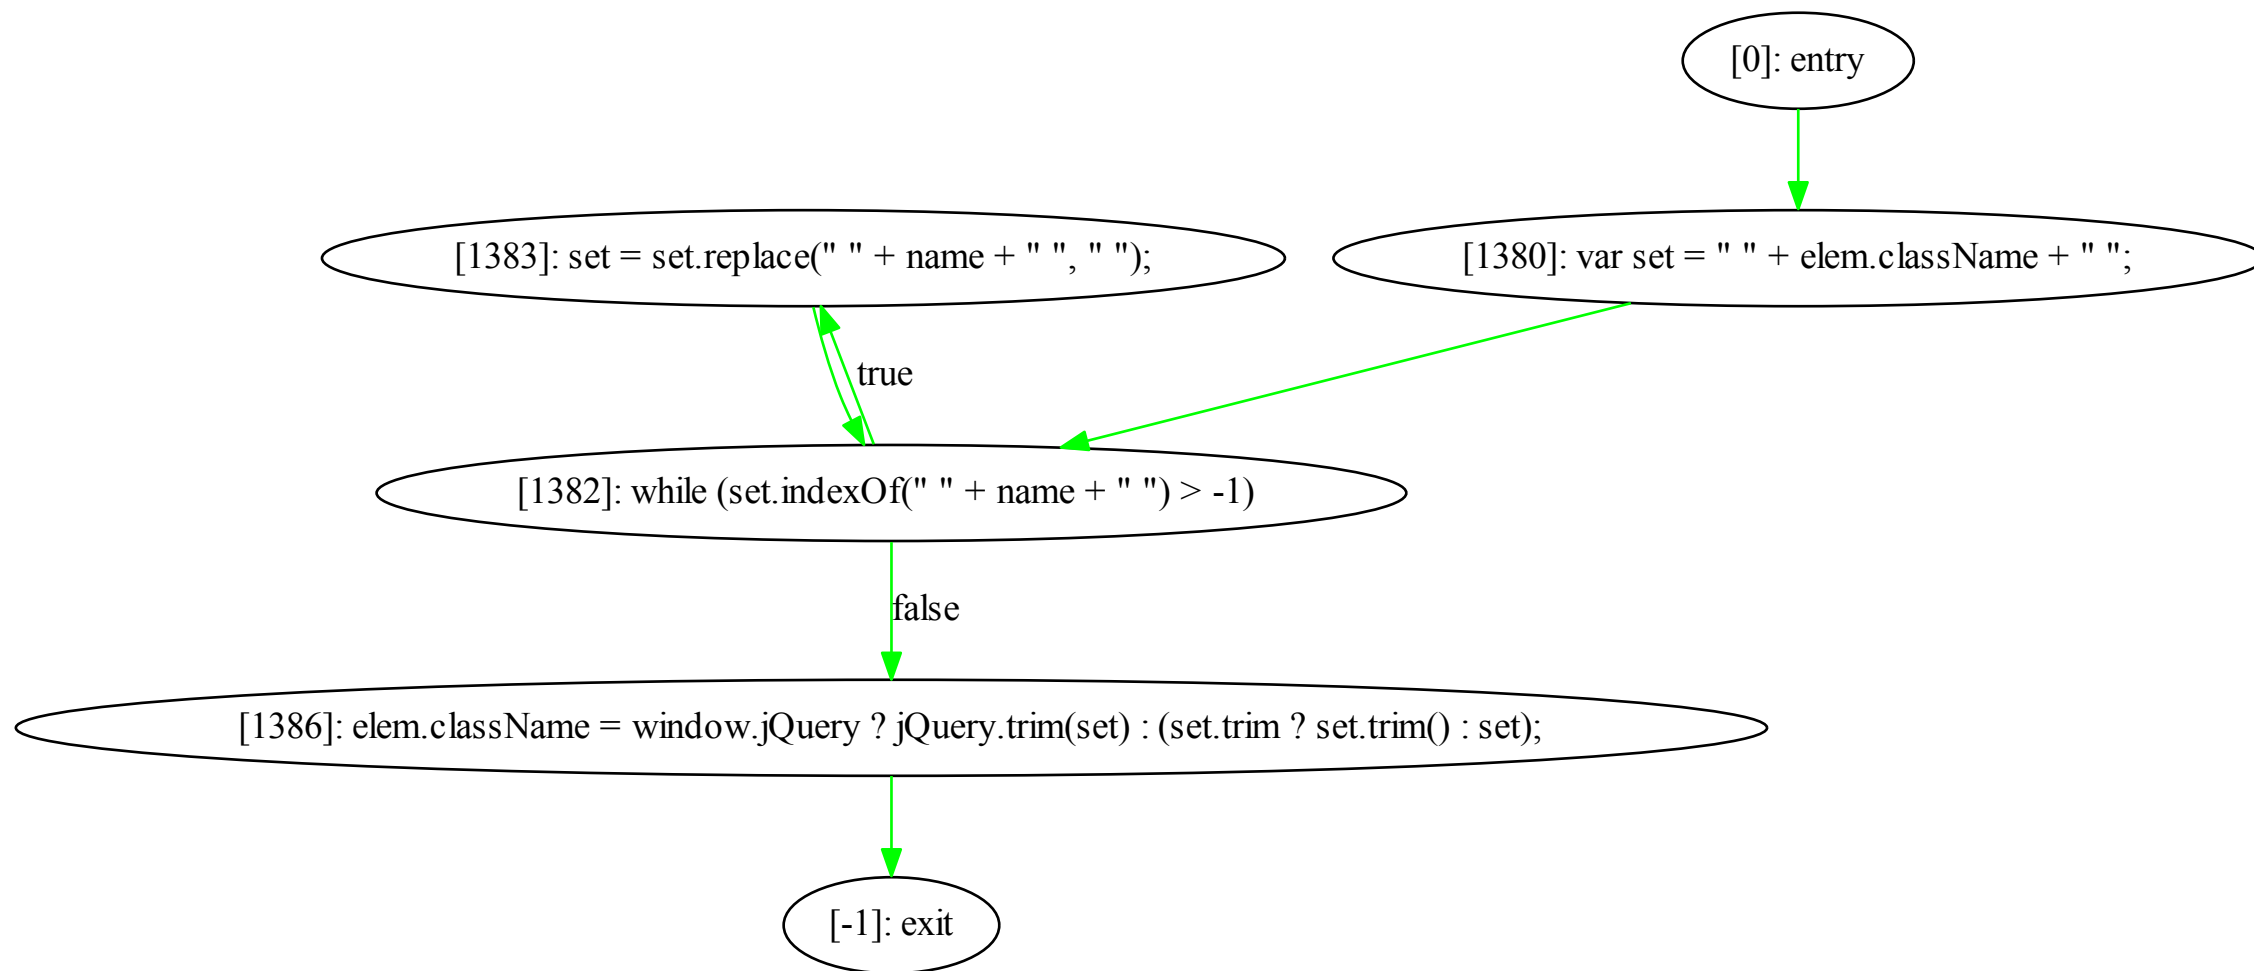 [0]: entry
[1383]: set = set.replace(" " + name + " ", " ");
[1380]: var set = " " + elem.className + " ";
true
[1382]: while (set.indexOf(" " + name + " ") > -1)
false
[1386]: elem.className = window.jQuery ? jQuery.trim(set) : (set.trim ? set.trim() : set);
[-1]: exit